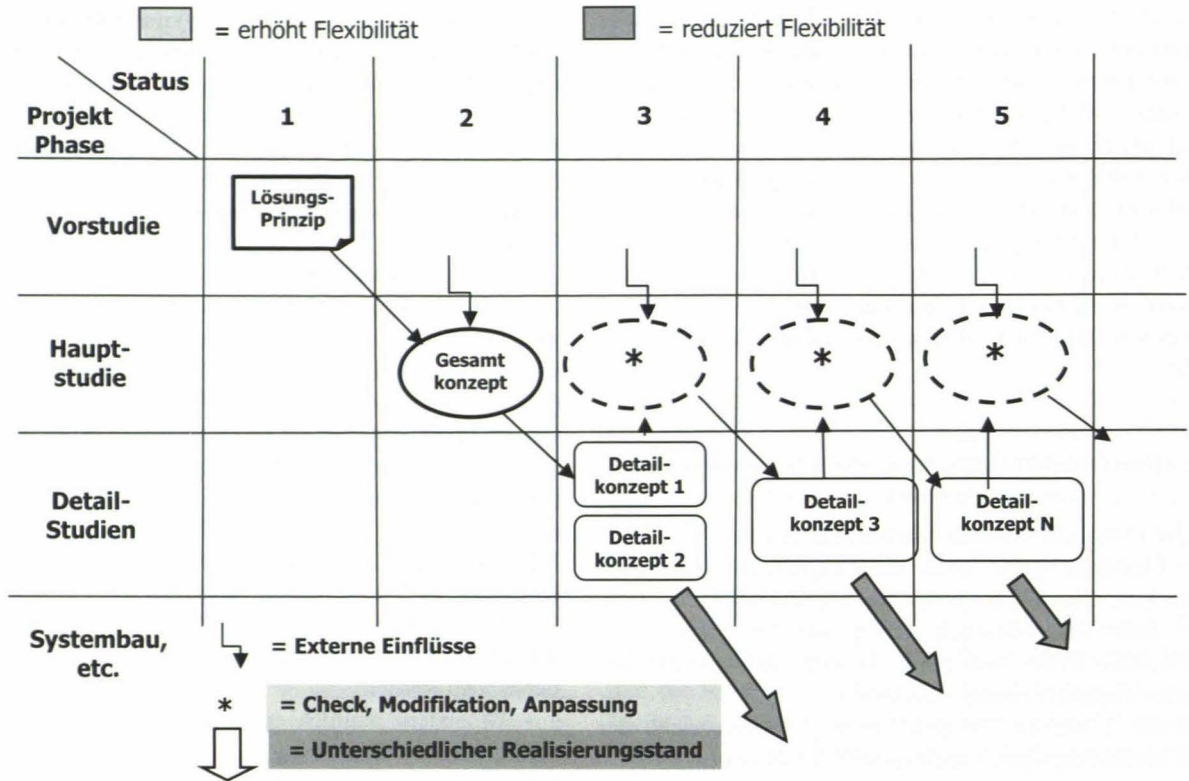 = erhöht Flexibilität
= reduziert Flexibilität
Status
Projekt
Phase
1
2
3
4
5
Vorstudie
Lösungs-
Prinzip
Haupt-
studie
Gesamt
konzept
*
*
*
Detail-
Studien
Detail-
konzept 1
Detail-
konzept 2
Detail-
konzept 3
Detail-
konzept N
Systembau,
etc.
= Externe Einflüsse
* = Check, Modifikation, Anpassung
= Unterschiedlicher Realisierungsstand